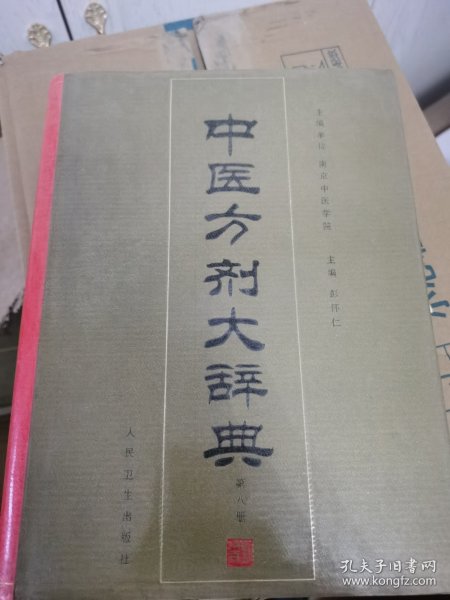 中医方剂大辞典
第八册
主编单位 南京中医学院
主编 彭怀仁
人民卫生出版社
孔夫子旧书网
www.kongfz.com